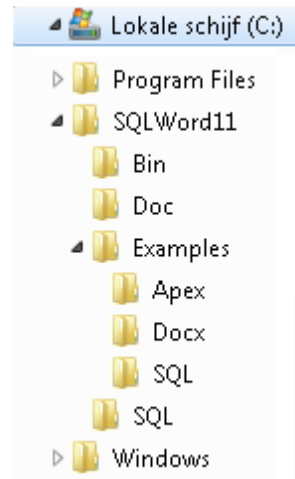 Lokale schijf (C:)
Program Files
SQLWord11
Bin
Doc
Examples
Apex
Docx
SQL
SQL
Windows